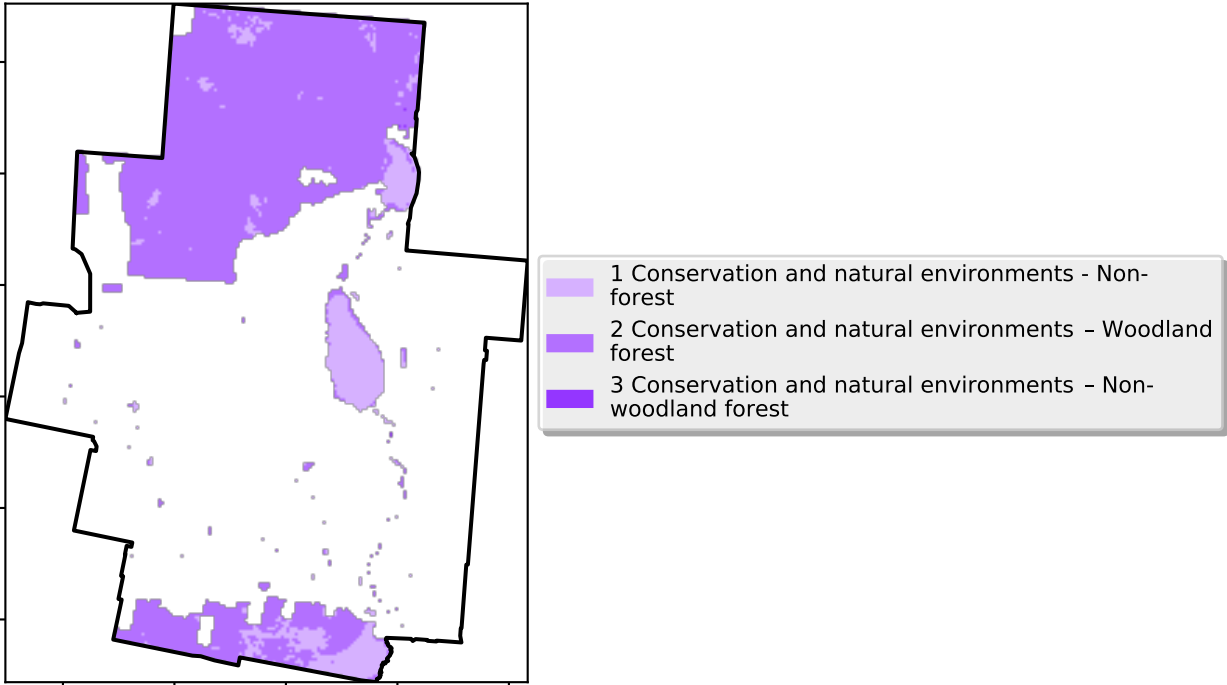 1 Conservation and natural environments - Non-
forest
2 Conservation and natural environments – Woodland
forest
3 Conservation and natural environments – Non-
woodland forest